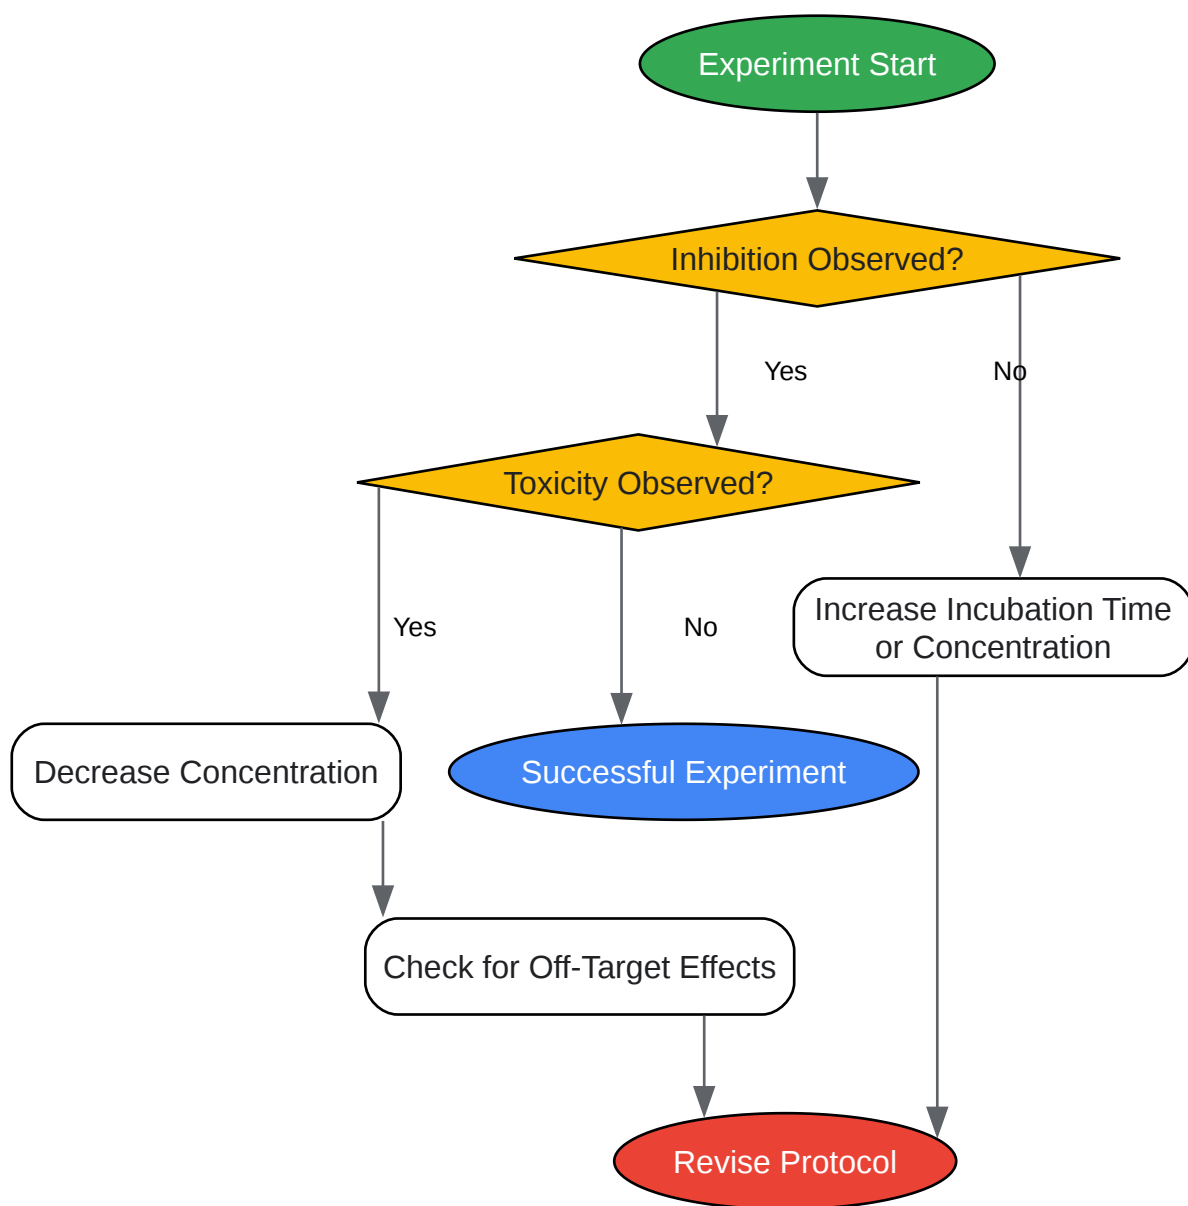 Experiment Start
Inhibition Observed?
Yes
No
Toxicity Observed?
Yes
No
Increase Incubation Time
or Concentration
Decrease Concentration
Successful Experiment
Check for Off-Target Effects
Revise Protocol